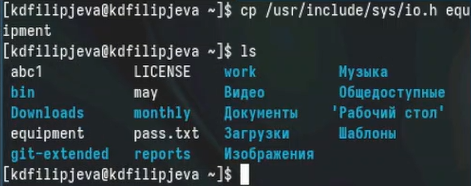 [kdfilipjeva@kdfilipjeva ~]$ cp /usr/include/sys/io.h equ
ipment
[kdfilipjeva@kdfilipjeva ~]$ ls
abc1 LICENSE work Музыка
bin may Видео Общедоступные
Downloads monthly Документы 'Рабочий стол'
equipment pass.txt Загрузки Шаблоны
git-extended reports Изображения
[kdfilipjeva@kdfilipjeva ~]$